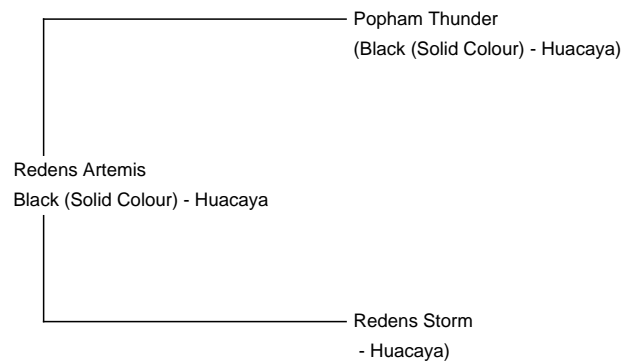 Popham Thunder
(Black (Solid Colour) - Huacaya)
Redens Artemis
Black (Solid Colour) - Huacaya
Redens Storm
- Huacaya)